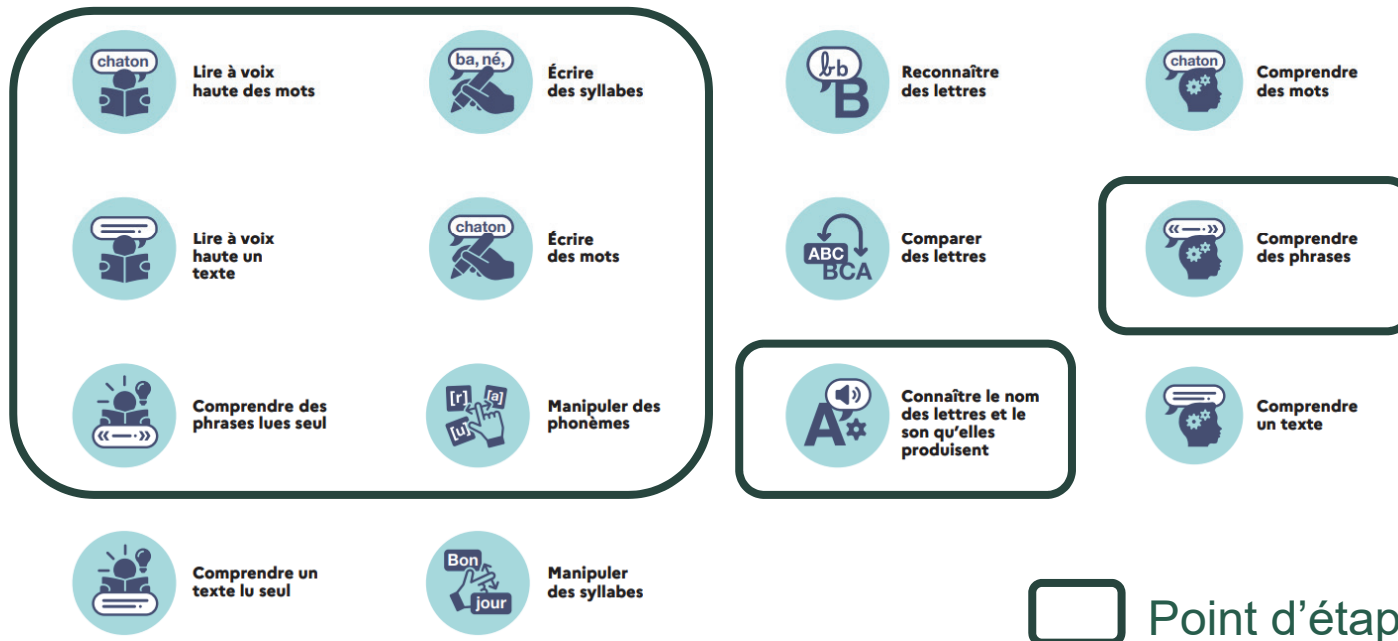 chaton
Lire à voix
haute des mots
ba, né,
Écrire
des syllabes
b b
B
Reconnaître
des lettres
chaton
Comprendre
des mots
Lire à voix
haute un
texte
chaton
Écrire
des mots
ABC
BCA
Comparer
des lettres
«—·»
Comprendre
des phrases
«—·»
Comprendre des
phrases lues seul
[r] [a]
[u]
Manipuler des
phonèmes
A
Connaître le nom
des lettres et le
son qu'elles
produisent
Comprendre
un texte
Comprendre un
texte lu seul
Bon
jour
Manipuler
des syllabes
Point d'étap